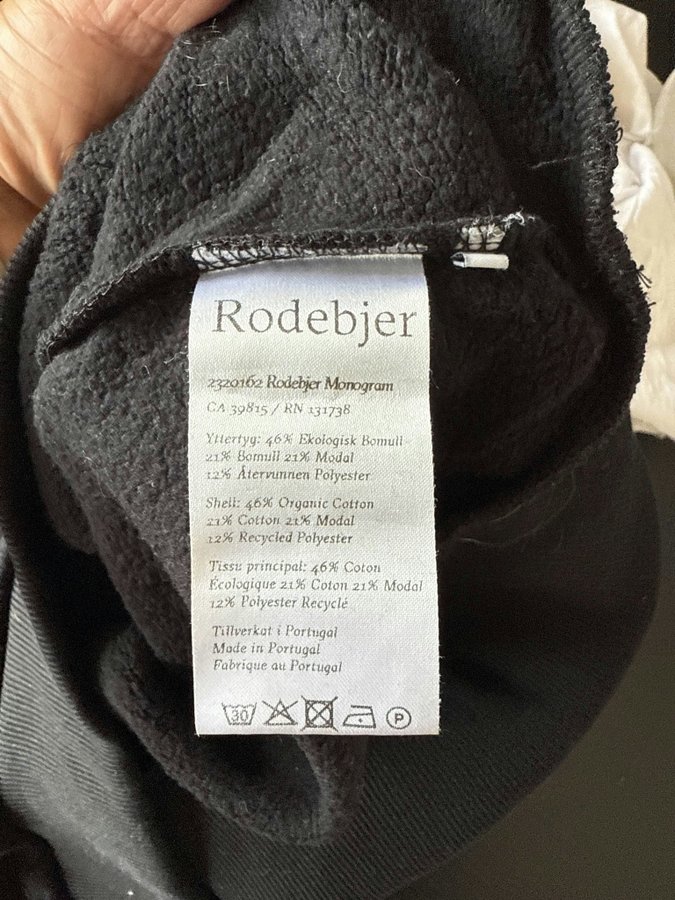 Rodebjer
2320162 Rodebjer Monogram
CA 39815 / RN 131738
Yttertyg: 46% Ekologisk Bomull
21% Bomull 21% Modal
12% Återvunnen Polyester
Shell: 46% Organic Cotton
21% Cotton 21% Modal
12% Recycled Polyester
Tissu principal: 46% Coton
Écologique 21% Coton 21% Modal
12% Polyester Recyclé
Tillverkat i Portugal
Made in Portugal
Fabrique au Portugal
30 P